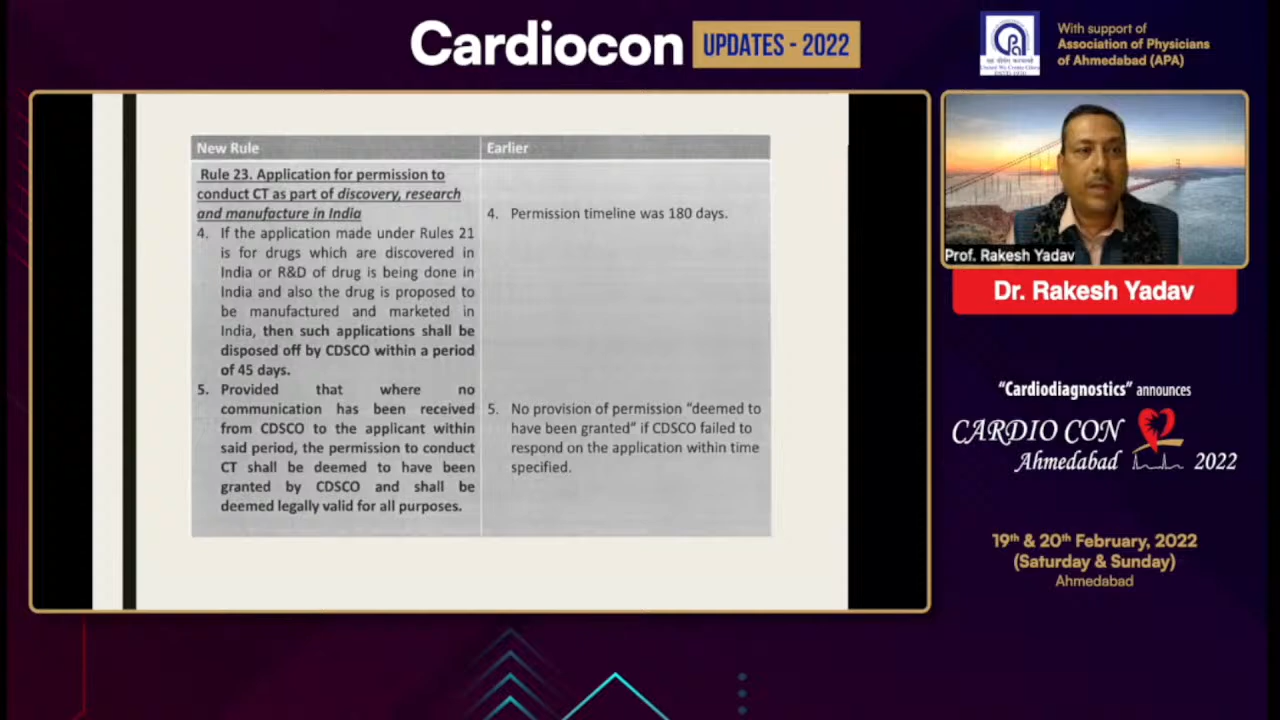 Cardiocon UPDATES - 2022
With support of
Association of Physicians
of Ahmedabad (APA)
New Rule
Earlier
Rule 23. Application for permission to
conduct CT as part of discovery, research
and manufacture in India
4. If the application made under Rules 21
is for drugs which are discovered in
India or R&D of drug is being done in
India and also the drug is proposed to
be manufactured and marketed in
India, then such applications shall be
disposed off by CDSCO within a period
of 45 days.
5. Provided that where no
communication has been received
from CDSCO to the applicant within
said period, the permission to conduct
CT shall be deemed to have been
granted by CDSCO and shall be
deemed legally valid for all purposes.
4. Permission timeline was 180 days.
5. No provision of permission "deemed to
have been granted" if CDSCO failed to
respond on the application within time
specified.
Prof. Rakesh Yadav
Dr. Rakesh Yadav
"Cardiodiagnostics" announces
CARDIO CON
Ahmedabad 2022
19th & 20th February, 2022
(Saturday & Sunday)
Ahmedabad